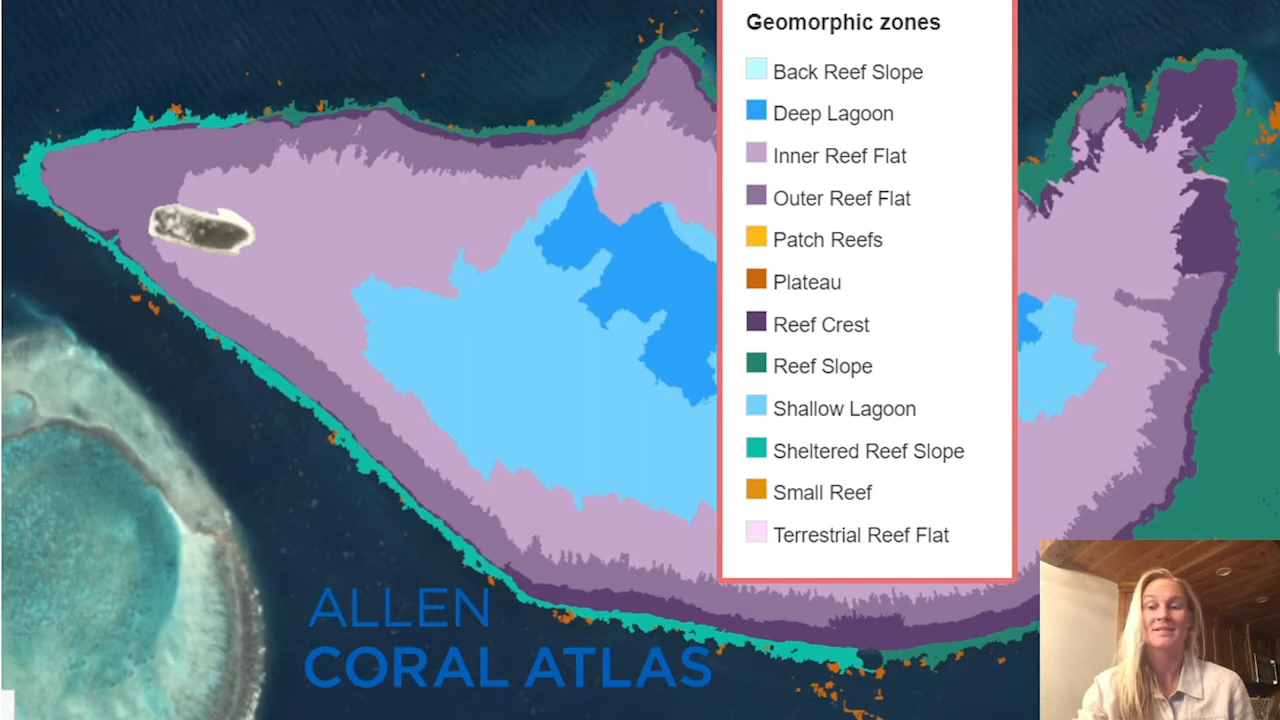 Geomorphic zones
Back Reef Slope
Deep Lagoon
Inner Reef Flat
Outer Reef Flat
Patch Reefs
Plateau
Reef Crest
Reef Slope
Shallow Lagoon
Sheltered Reef Slope
Small Reef
Terrestrial Reef Flat
ALLEN
CORAL ATLAS